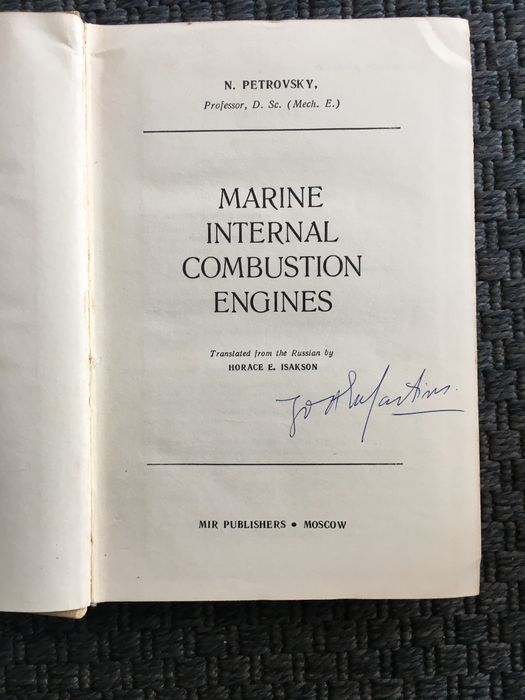 N. PETROVSKY,
Professor, D. Sc. (Mech. E.)
MARINE
INTERNAL
COMBUSTION
ENGINES
Translated from the Russian by
HORACE E. ISAKSON
MIR PUBLISHERS • MOSCOW